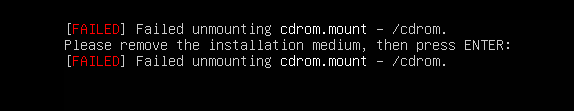 [FAILED] Failed unmounting cdrom.mount – /cdrom.
Please remove the installation medium, then press ENTER:
[FAILED] Failed unmounting cdrom.mount – /cdrom.